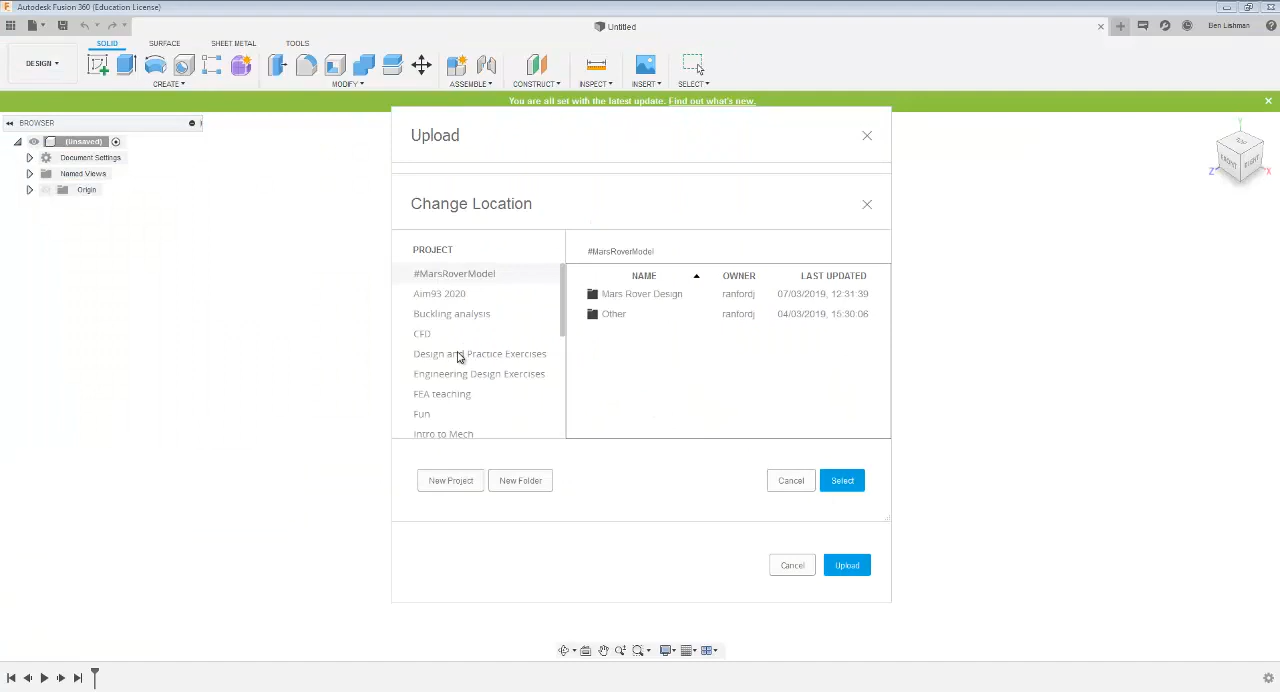 Autodesk Fusion 360 (Education License)
Untitled
Ben Lishman
SOLID SURFACE SHEET METAL TOOLS
DESIGN
CREATE MODIFY ASSEMBLE CONSTRUCT INSPECT INSERT SELECT
You are all set with the latest update. Find out what's new.
BROWSER
(Unsaved)
Document Settings
Named Views
Origin
TOP
FRONT
RIGHT
Y
Z
X
Upload
Change Location
PROJECT
#MarsRoverModel
Aim93 2020
Buckling analysis
CFD
Design and Practice Exercises
Engineering Design Exercises
FEA teaching
Fun
Intro to Mech
#MarsRoverModel
NAME OWNER LAST UPDATED
Mars Rover Design ranfordj 07/03/2019, 12:31:39
Other ranfordj 04/03/2019, 15:30:06
New Project New Folder Cancel Select
Cancel Upload